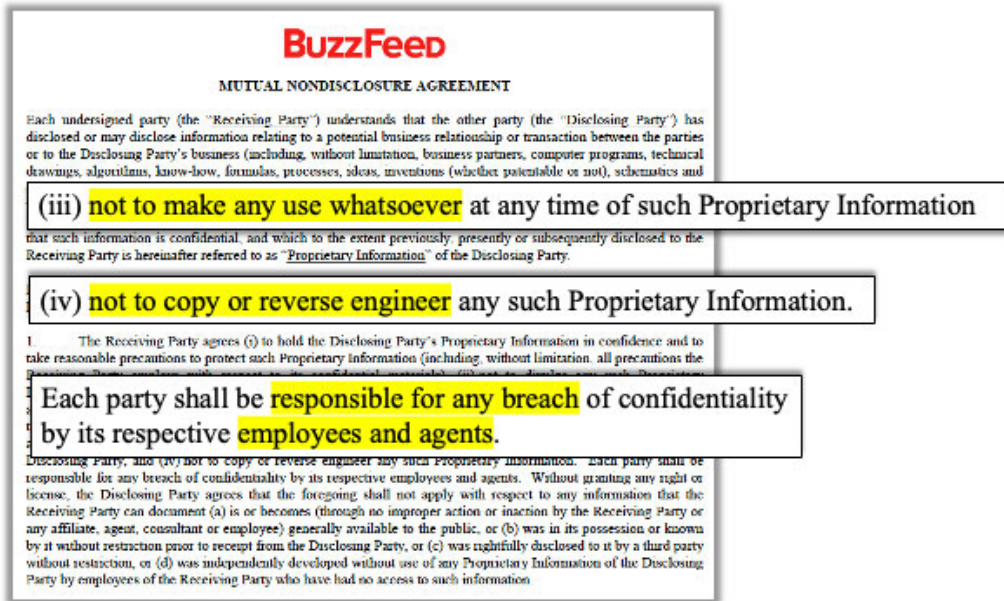 BuzzFeed
MUTUAL NONDISCLOSURE AGREEMENT
Each undersigned party (the "Receiving Party") understands that the other party (the "Disclosing Party") has
disclosed or may disclose information relating to a potential business relationship or transaction between the parties
or to the Disclosing Party's business (including, without limitation, business partners, computer programs, technical
drawings, algorithms, know-how, formulas, processes, ideas, inventions (whether patentable or not), schematics and
(iii) not to make any use whatsoever at any time of such Proprietary Information
that such information is confidential, and which to the extent previously, presently or subsequently disclosed to the
Receiving Party is hereinafter referred to as "Proprietary Information" of the Disclosing Party.
(iv) not to copy or reverse engineer any such Proprietary Information.
1. The Receiving Party agrees (i) to hold the Disclosing Party's Proprietary Information in confidence and to
take reasonable precautions to protect such Proprietary Information (including, without limitation, all precautions the
Each party shall be responsible for any breach of confidentiality
by its respective employees and agents.
Disclosing Party, and (iv) not to copy or reverse engineer any such Proprietary Information. Each party shall be
responsible for any breach of confidentiality by its respective employees and agents. Without granting any right or
license, the Disclosing Party agrees that the foregoing shall not apply with respect to any information that the
Receiving Party can document (a) is or becomes (through no improper action or inaction by the Receiving Party or
any affiliate, agent, consultant or employee) generally available to the public, or (b) was in its possession or known
by it without restriction prior to receipt from the Disclosing Party, or (c) was rightfully disclosed to it by a third party
without restriction, or (d) was independently developed without use of any Proprietary Information of the Disclosing
Party by employees of the Receiving Party who have had no access to such information